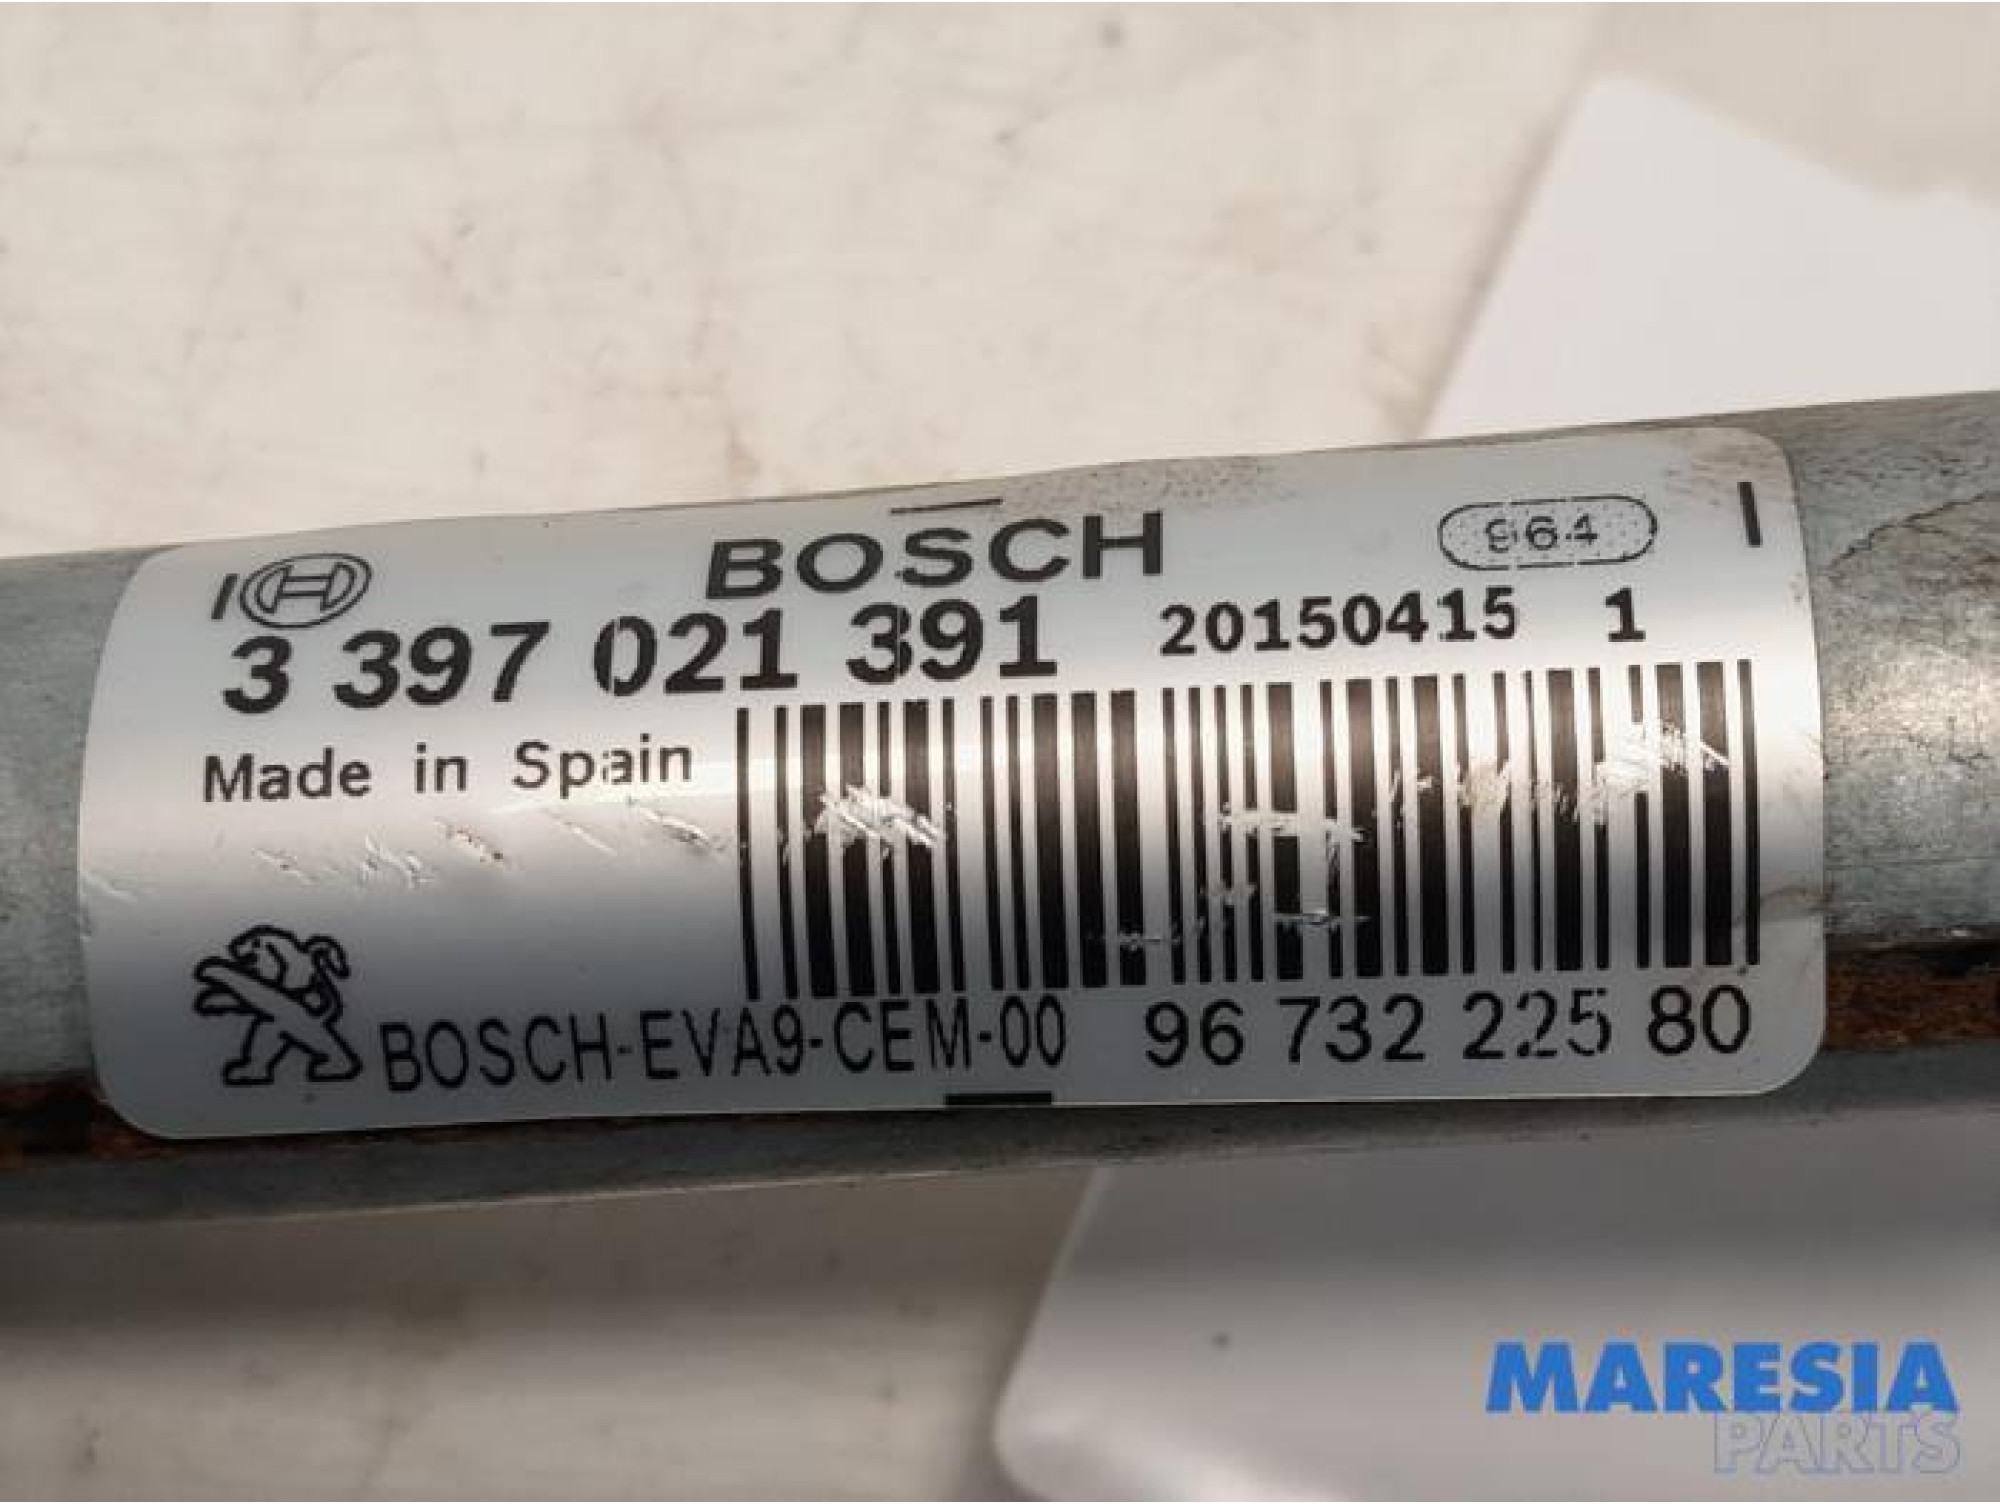 BOSCH 964
3 397 021 391 20150415 1
Made in Spain
BOSCH-EVA9-CEM-00 96 732 225 80
MARESIA
PARTS